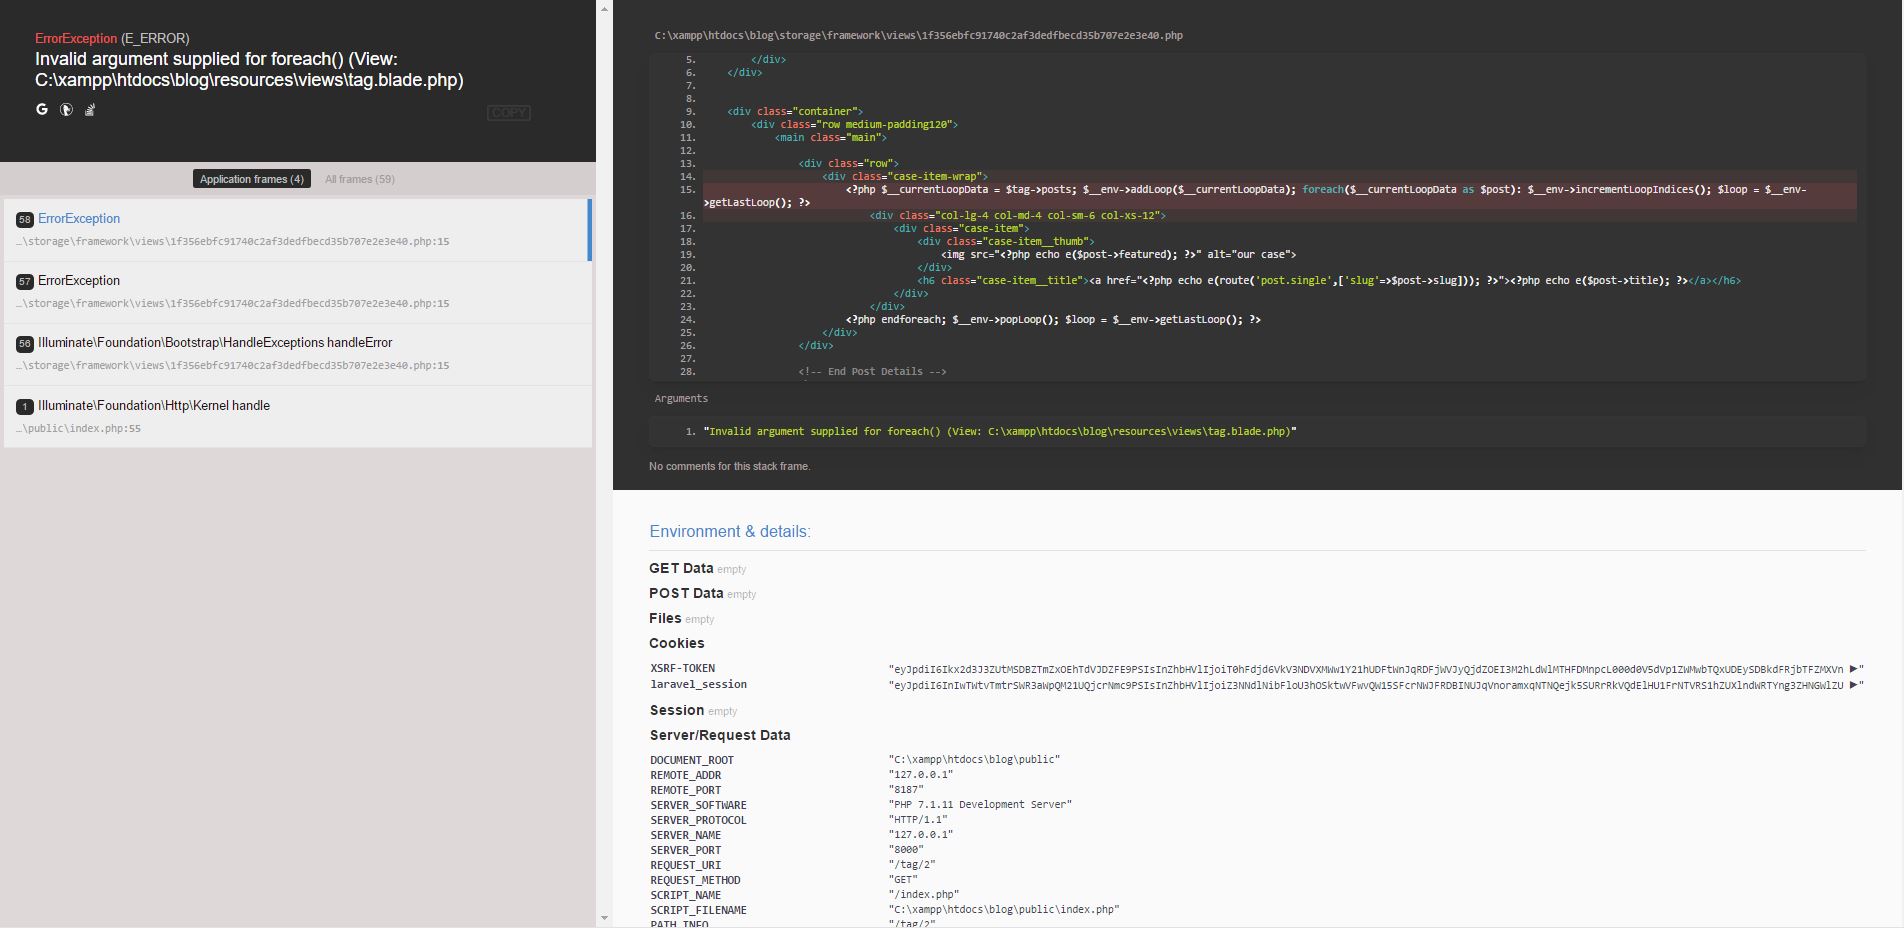 ErrorException (E_ERROR)
Invalid argument supplied for foreach() (View:
C:\xampp\htdocs\blog\resources\views\tag.blade.php)
COPY
Application frames (4) All frames (59)
58 ErrorException
…\storage\framework\views\1f356ebfc91740c2af3dedfbecd35b707e2e3e40.php:15
57 ErrorException
…\storage\framework\views\1f356ebfc91740c2af3dedfbecd35b707e2e3e40.php:15
56 Illuminate\Foundation\Bootstrap\HandleExceptions handleError
…\storage\framework\views\1f356ebfc91740c2af3dedfbecd35b707e2e3e40.php:15
1 Illuminate\Foundation\Http\Kernel handle
…\public\index.php:55
C:\xampp\htdocs\blog\storage\framework\views\1f356ebfc91740c2af3dedfbecd35b707e2e3e40.php
5. </div>
6. </div>
7.
8.
9. <div class="container">
10. <div class="row medium-padding120">
11. <main class="main">
12.
13. <div class="row">
14. <div class="case-item-wrap">
15. <?php $__currentLoopData = $tag->posts; $__env->addLoop($__currentLoopData); foreach($__currentLoopData as $post): $__env->incrementLoopIndices(); $loop = $__env-
>getLastLoop(); ?>
16. <div class="col-lg-4 col-md-4 col-sm-6 col-xs-12">
17. <div class="case-item">
18. <div class="case-item__thumb">
19. <img src="<?php echo e($post->featured); ?>" alt="our case">
20. </div>
21. <h6 class="case-item__title"><a href="<?php echo e(route('post.single',['slug'=>$post->slug])); ?>"><?php echo e($post->title); ?></a></h6>
22. </div>
23. </div>
24. <?php endforeach; $__env->popLoop(); $loop = $__env->getLastLoop(); ?>
25. </div>
26. </div>
27.
28. <!-- End Post Details -->
Arguments
1. "Invalid argument supplied for foreach() (View: C:\xampp\htdocs\blog\resources\views\tag.blade.php)"
No comments for this stack frame.
Environment & details:
GET Data empty
POST Data empty
Files empty
Cookies
XSRF-TOKEN
laravel_session
Session empty
Server/Request Data
DOCUMENT_ROOT "C:\xampp\htdocs\blog\public"
REMOTE_ADDR "127.0.0.1"
REMOTE_PORT "8187"
SERVER_SOFTWARE "PHP 7.1.11 Development Server"
SERVER_PROTOCOL "HTTP/1.1"
SERVER_NAME "127.0.0.1"
SERVER_PORT "8000"
REQUEST_URI "/tag/2"
REQUEST_METHOD "GET"
SCRIPT_NAME "/index.php"
SCRIPT_FILENAME "C:\xampp\htdocs\blog\public\index.php"
PATH_INFO "/tag/2"